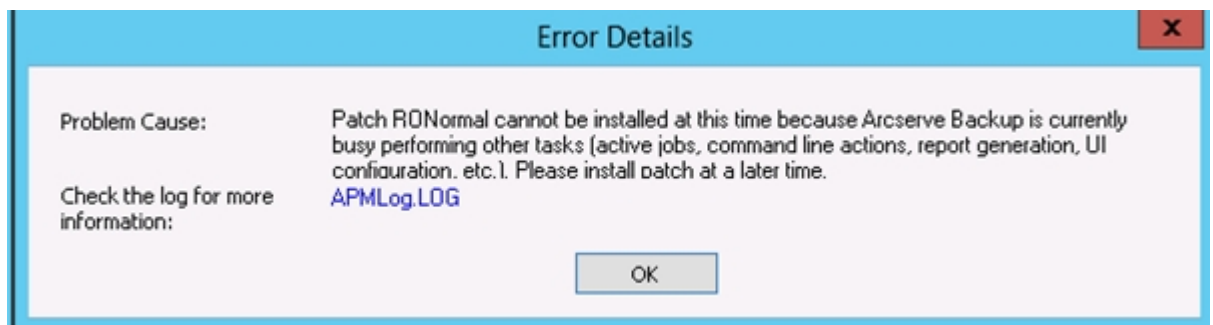 Error Details
x
Problem Cause:
Patch RONormal cannot be installed at this time because Arcserve Backup is currently
busy performing other tasks (active jobs, command line actions, report generation, UI
configuration, etc.). Please install patch at a later time.
Check the log for more
information:
APMLog.LOG
OK